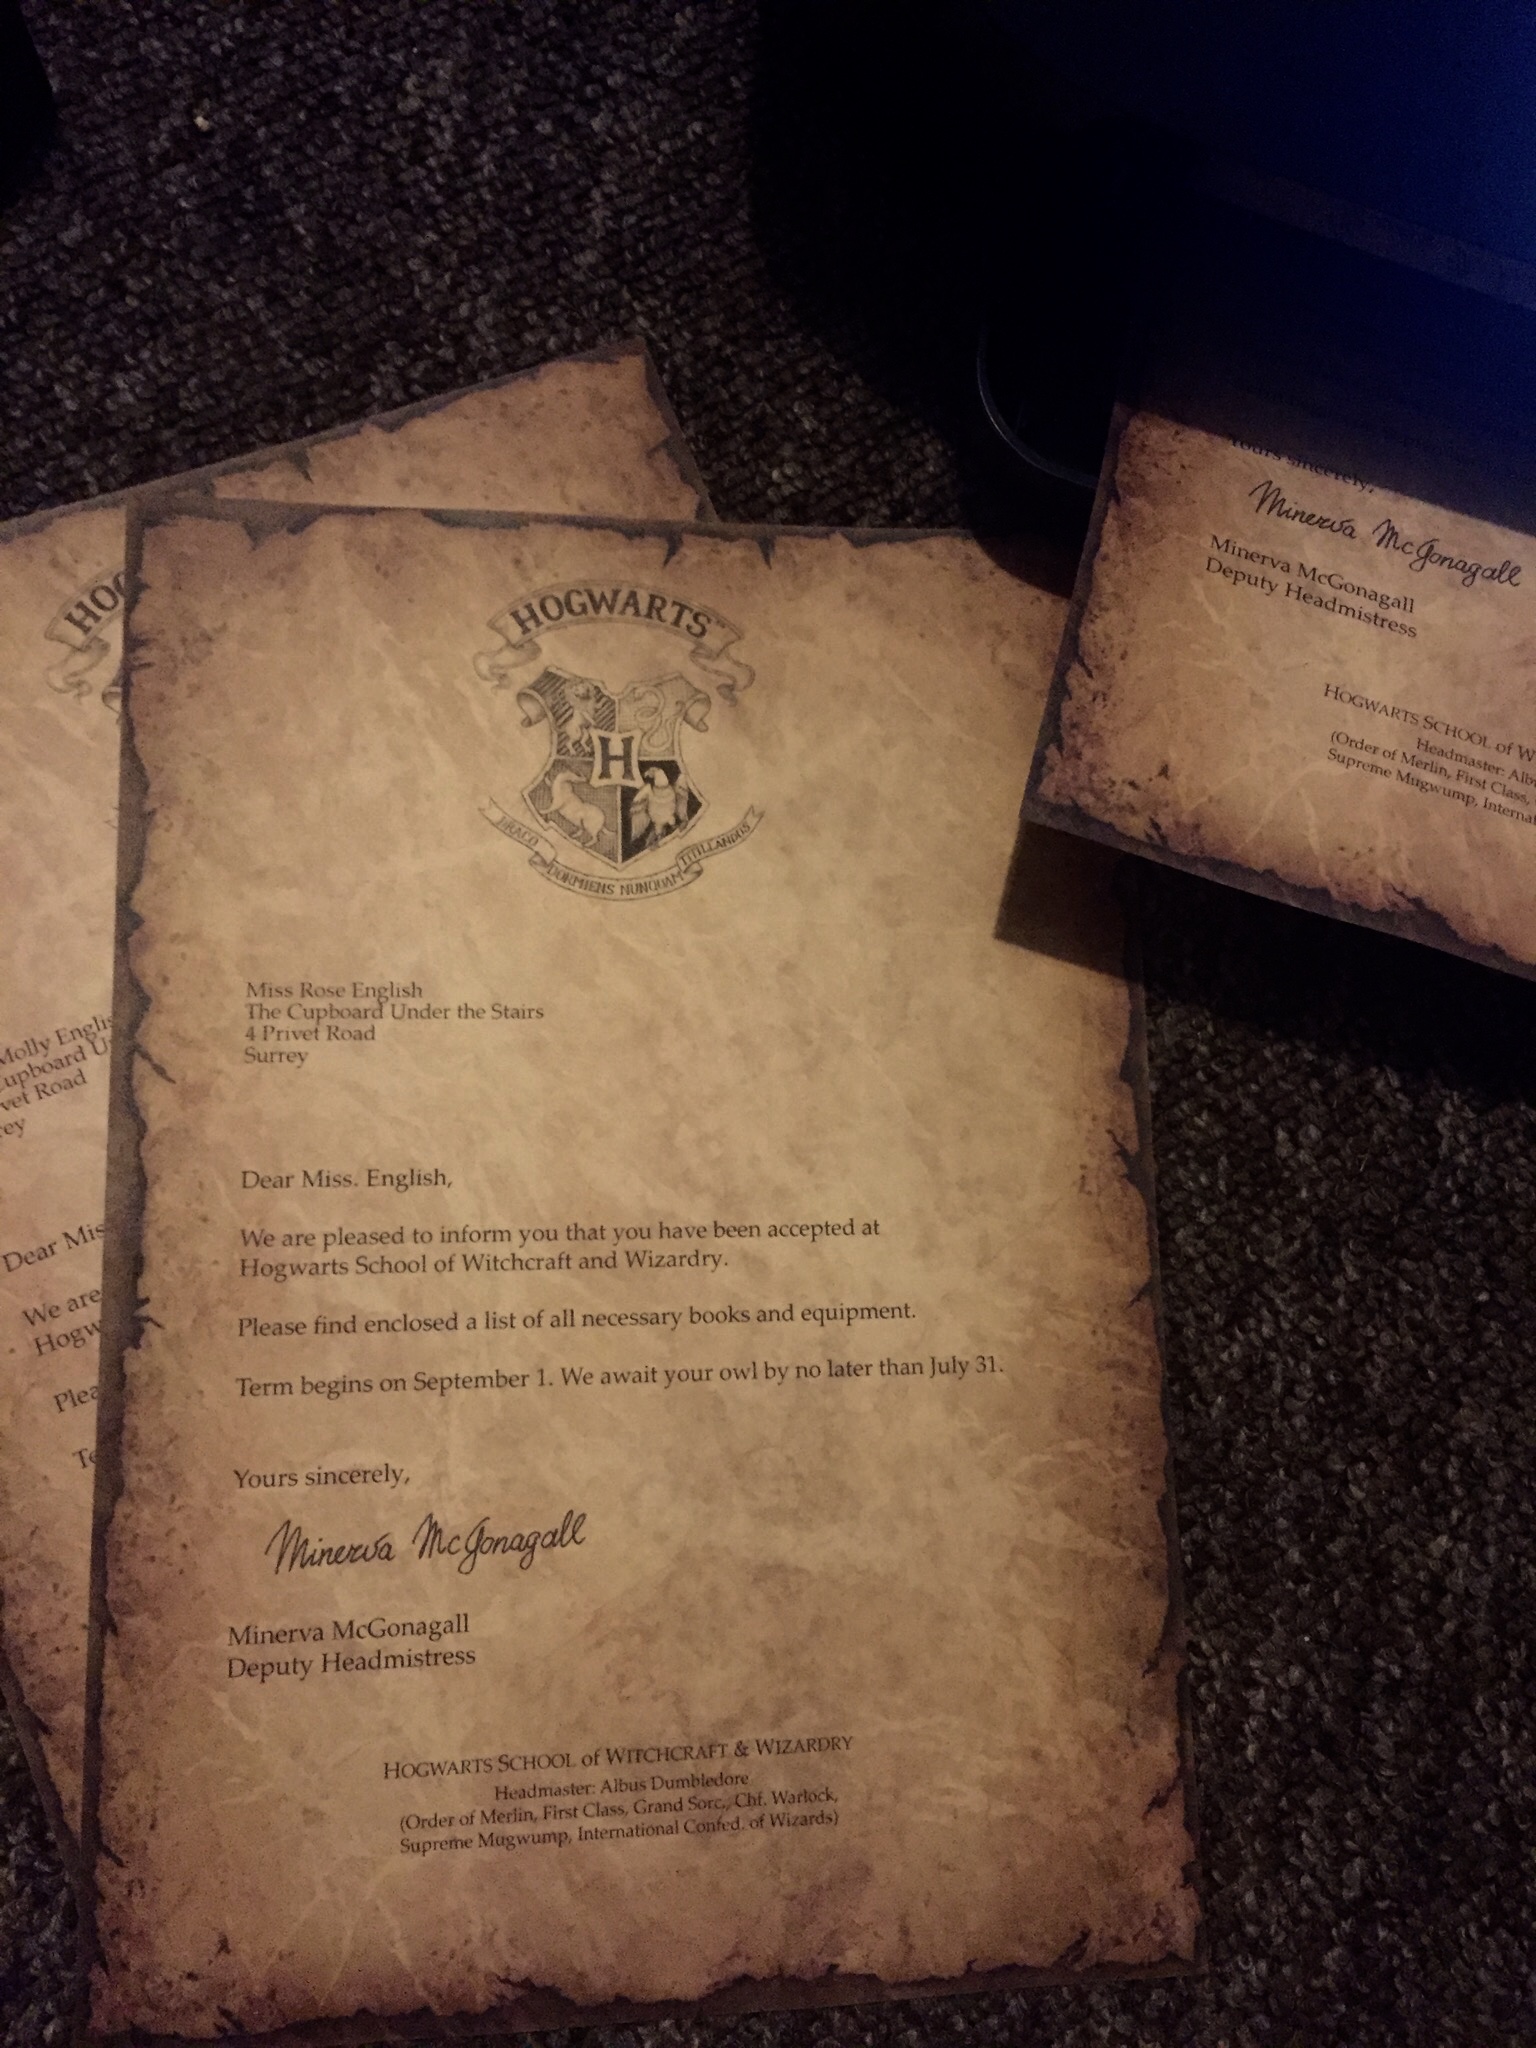 HOGWARTS
H
DRACO DORMIENS NUNQUAM TITILLANDUS
Miss Rose English
The Cupboard Under the Stairs
4 Privet Road
Surrey
Dear Miss. English,
We are pleased to inform you that you have been accepted at
Hogwarts School of Witchcraft and Wizardry.
Please find enclosed a list of all necessary books and equipment.
Term begins on September 1. We await your owl by no later than July 31.
Yours sincerely,
Minerva McGonagall
Minerva McGonagall
Deputy Headmistress
HOGWARTS SCHOOL of WITCHCRAFT & WIZARDRY
Headmaster: Albus Dumbledore
(Order of Merlin, First Class, Grand Sorc., Chf. Warlock,
Supreme Mugwump, International Confed. of Wizards)
HOG
Molly Englis
Cupboard U
vet Road
rey
Dear Mis
We are
Hogw
Plea
Te
Yours sincerely,
Minerva McGonagall
Minerva McGonagall
Deputy Headmistress
HOGWARTS SCHOOL of W
Headmaster: Albu
(Order of Merlin, First Class,
Supreme Mugwump, Internat